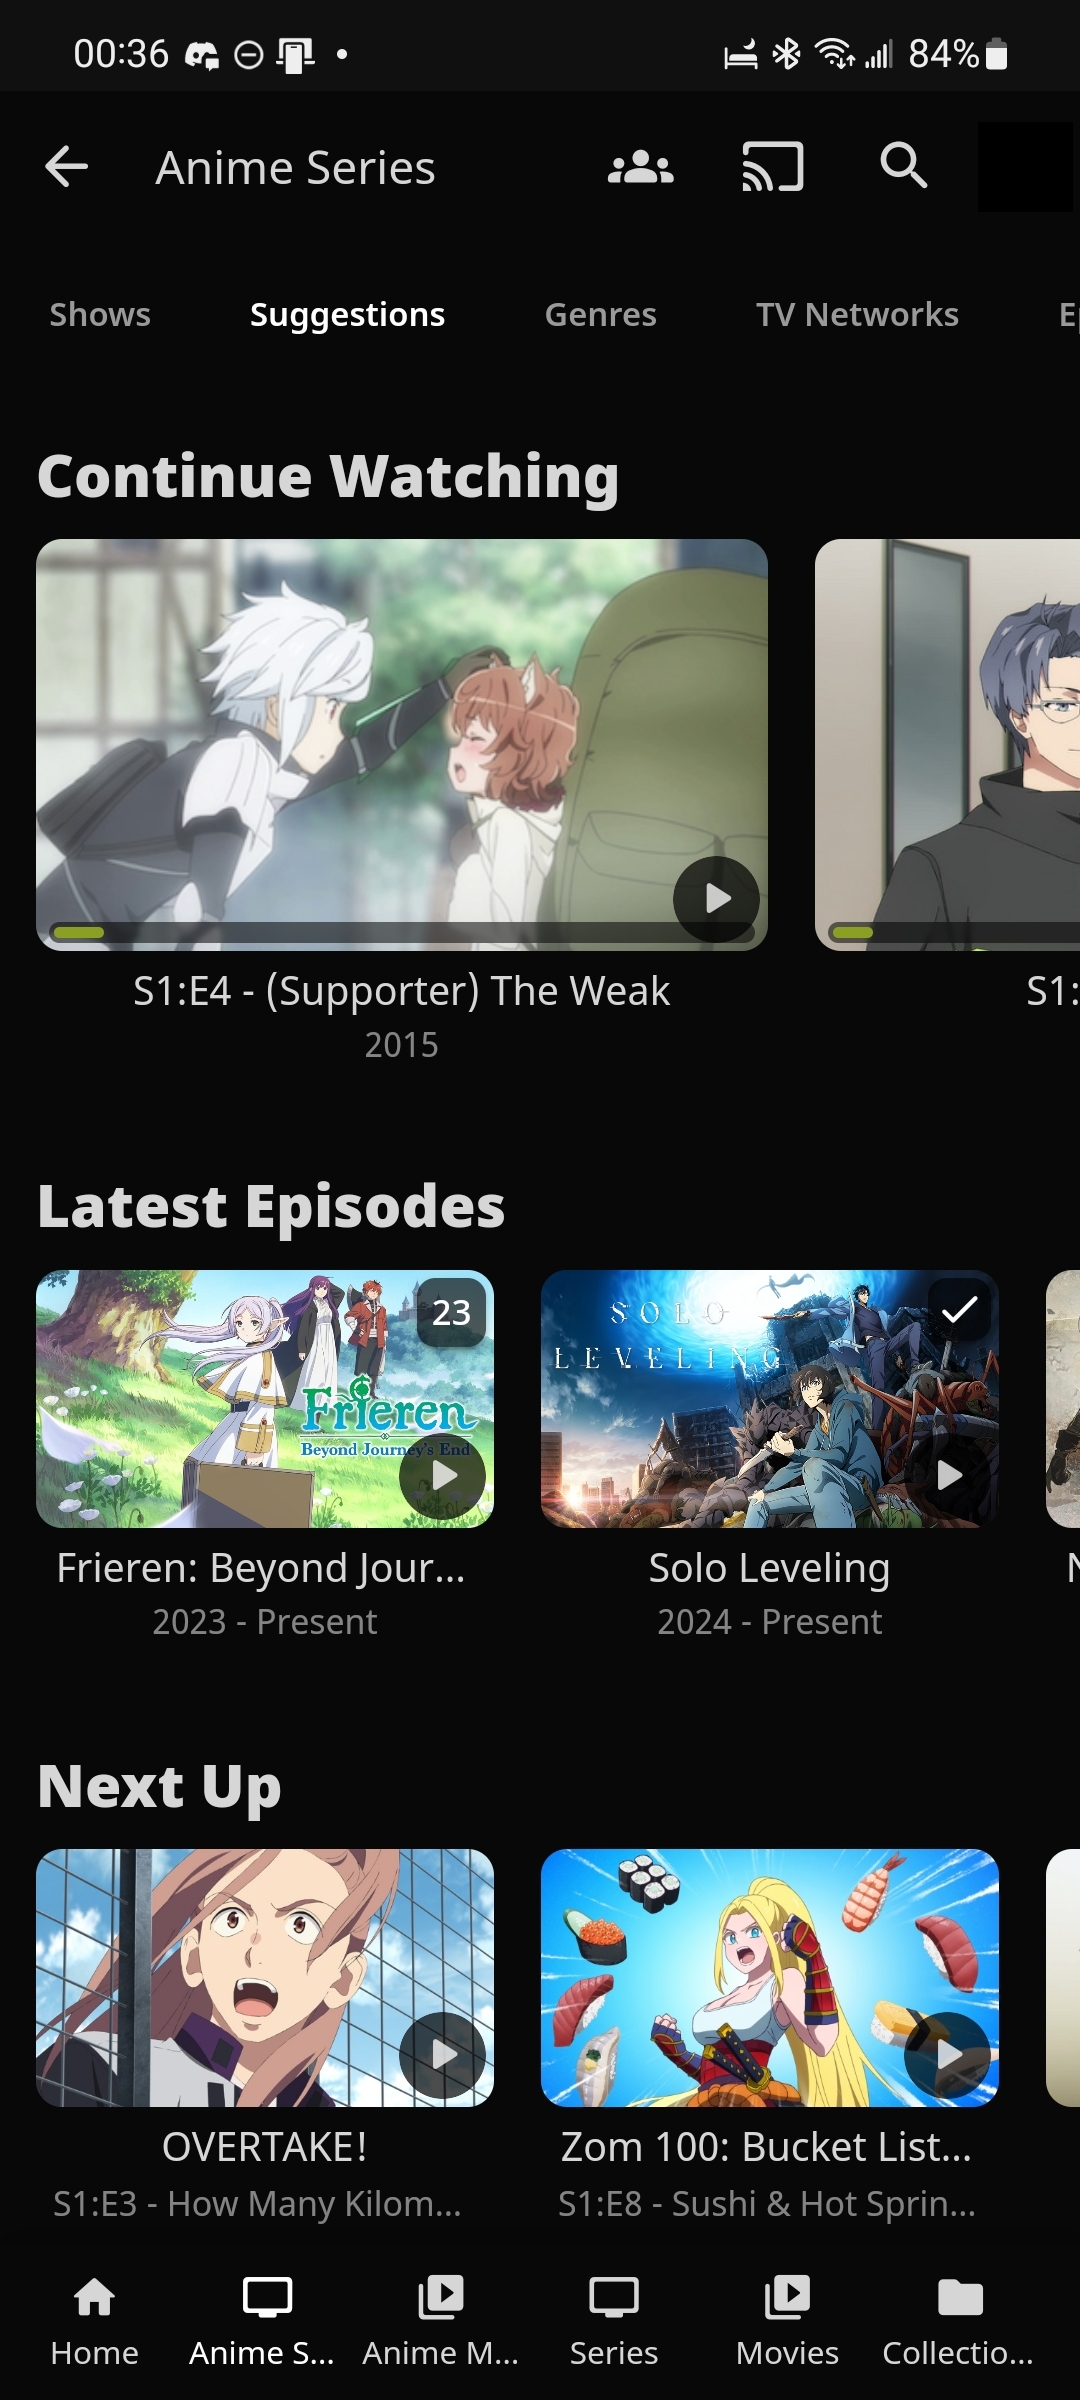 00:36
84%
Anime Series
Shows Suggestions Genres TV Networks
Continue Watching
S1:E4 - (Supporter) The Weak
S1:
2015
Latest Episodes
23
SOLO
LEVELING
Frieren
Beyond Journey's End
Frieren: Beyond Jour...
Solo Leveling
2023 - Present
2024 - Present
Next Up
OVERTAKE!
Zom 100: Bucket List...
S1:E3 - How Many Kilom...
S1:E8 - Sushi & Hot Sprin...
Home Anime S... Anime M... Series Movies Collectio...